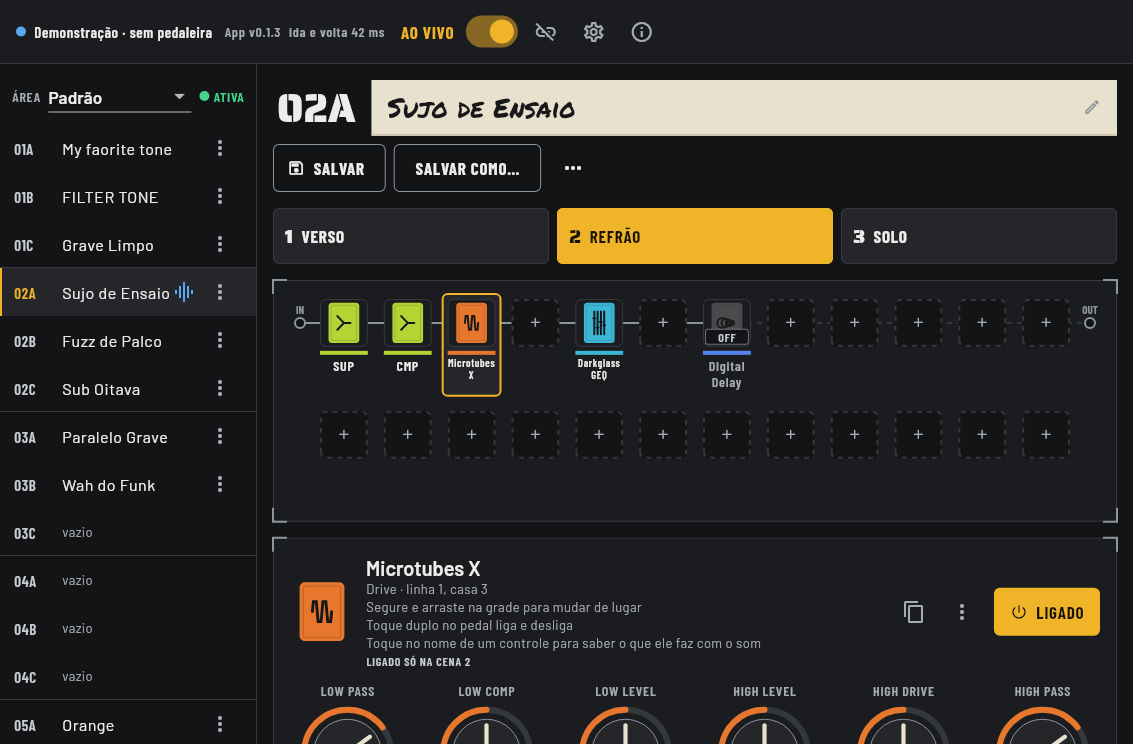 Demonstração · sem pedaleira App v0.1.3 Ida e volta 42 ms AO VIVO
ÁREA Padrão ATIVA
01A My faorite tone
01B FILTER TONE
01C Grave Limpo
02A Sujo de Ensaio
02B Fuzz de Palco
02C Sub Oitava
03A Paralelo Grave
03B Wah do Funk
03C vazio
04A vazio
04B vazio
04C vazio
05A Orange
02A Sujo de Ensaio
SALVAR SALVAR COMO... ...
1 VERSO 2 REFRÃO 3 SOLO
IN + + OFF + + + + + OUT
SUP CMP Microtubes X Darkglass GEQ Digital Delay
+ + + + + + + + + + + +
Microtubes X
Drive · linha 1, casa 3
Segure e arraste na grade para mudar de lugar
Toque duplo no pedal liga e desliga
Toque no nome de um controle para saber o que ele faz com o som
LIGADO SÓ NA CENA 2
LIGADO
LOW PASS LOW COMP LOW LEVEL HIGH LEVEL HIGH DRIVE HIGH PASS